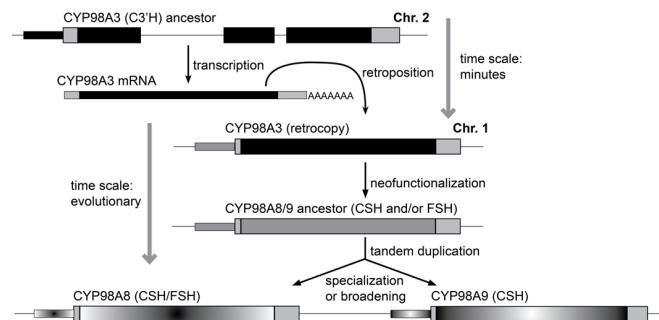 CYP98A3 (C3'H) ancestor
Chr. 2
transcription
CYP98A3 mRNA
retroposition
time scale:
minutes
AAAAAAA
CYP98A3 (retrocopy)
Chr. 1
time scale:
evolutionary
neofunctionalization
CYP98A8/9 ancestor (CSH and/or FSH)
tandem duplication
specialization
or broadening
CYP98A8 (CSH/FSH)
CYP98A9 (CSH)